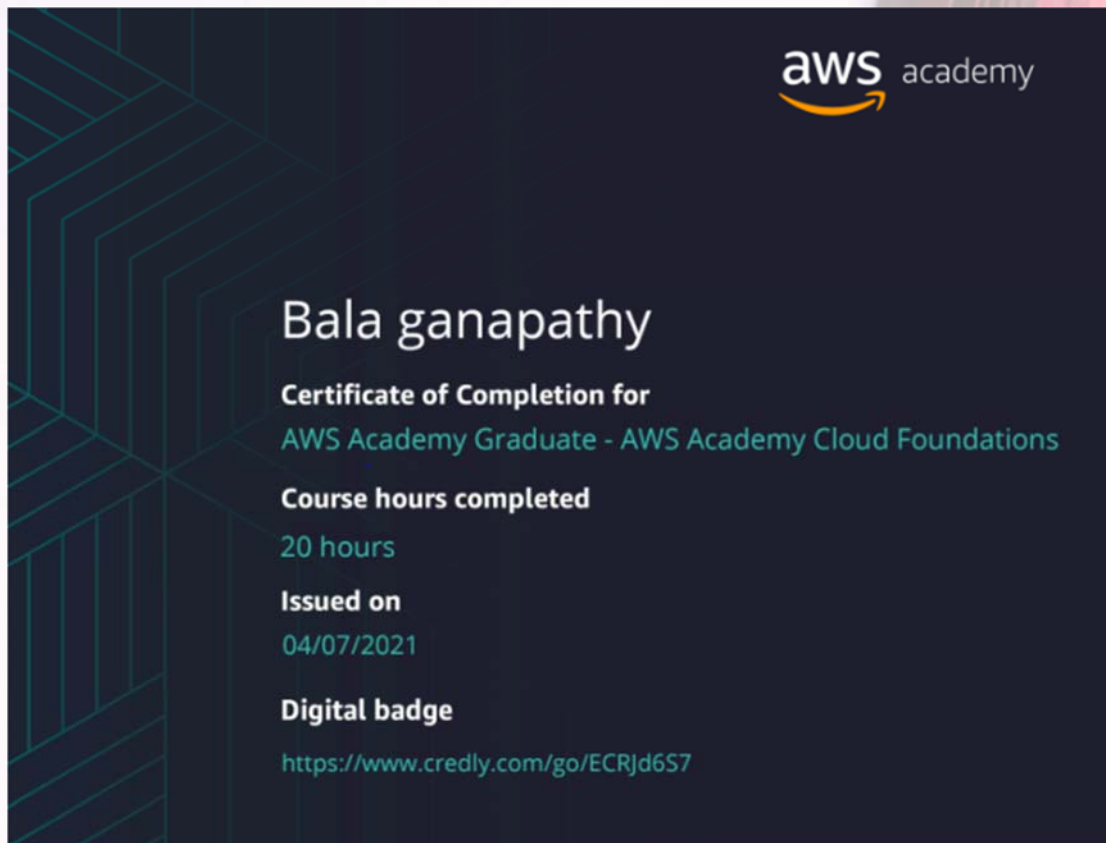 aws academy
Bala ganapathy
Certificate of Completion for
AWS Academy Graduate - AWS Academy Cloud Foundations
Course hours completed
20 hours
Issued on
04/07/2021
Digital badge
https://www.credly.com/go/ECRJd6S7